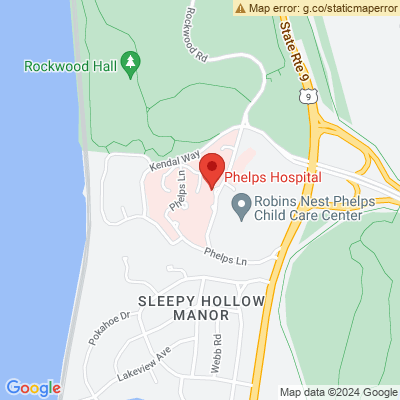 Map error: g.co/staticmaperror
Rockwood Rd
State Rte 9
Rockwood Hall
9
Kendal Way
Phelps Ln
Phelps Hospital
Robins Nest Phelps
Child Care Center
Phelps Ln
SLEEPY HOLLOW
MANOR
Pokahoe Dr
Webb Rd
Lakeview Ave
Google
Map data ©2024 Google